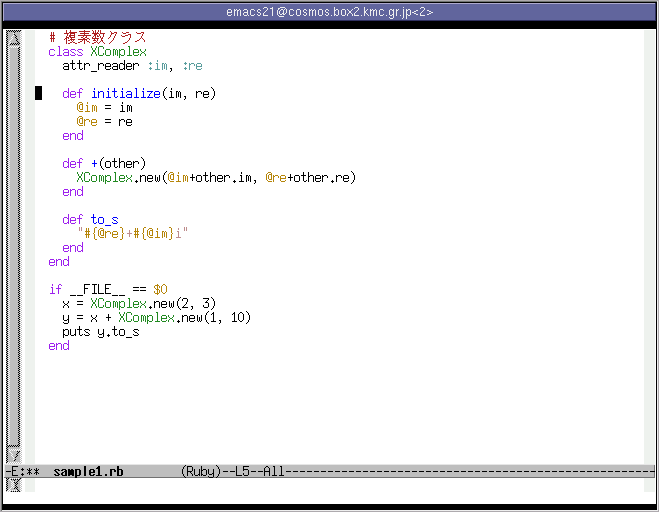 emacs21@cosmos.box2.kmc.gr.jp<2>
# 複素数クラス
class XComplex
  attr_reader :im, :re

  def initialize(im, re)
    @im = im
    @re = re
  end

  def +(other)
    XComplex.new(@im+other.im, @re+other.re)
  end

  def to_s
    "#{@re}+#{@im}i"
  end
end

if __FILE__ == $0
  x = XComplex.new(2, 3)
  y = x + XComplex.new(1, 10)
  puts y.to_s
end
-E:**  sample1.rb        (Ruby)--L5--All-----------------------------------------------------